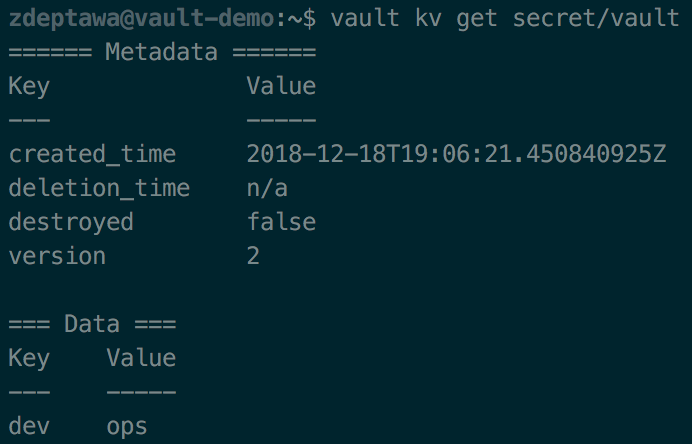 zdeptawa@vault-demo:~$ vault kv get secret/vault
====== Metadata ======
Key              Value
---              -----
created_time     2018-12-18T19:06:21.450840925Z
deletion_time    n/a
destroyed        false
version          2

=== Data ===
Key    Value
---    -----
dev    ops